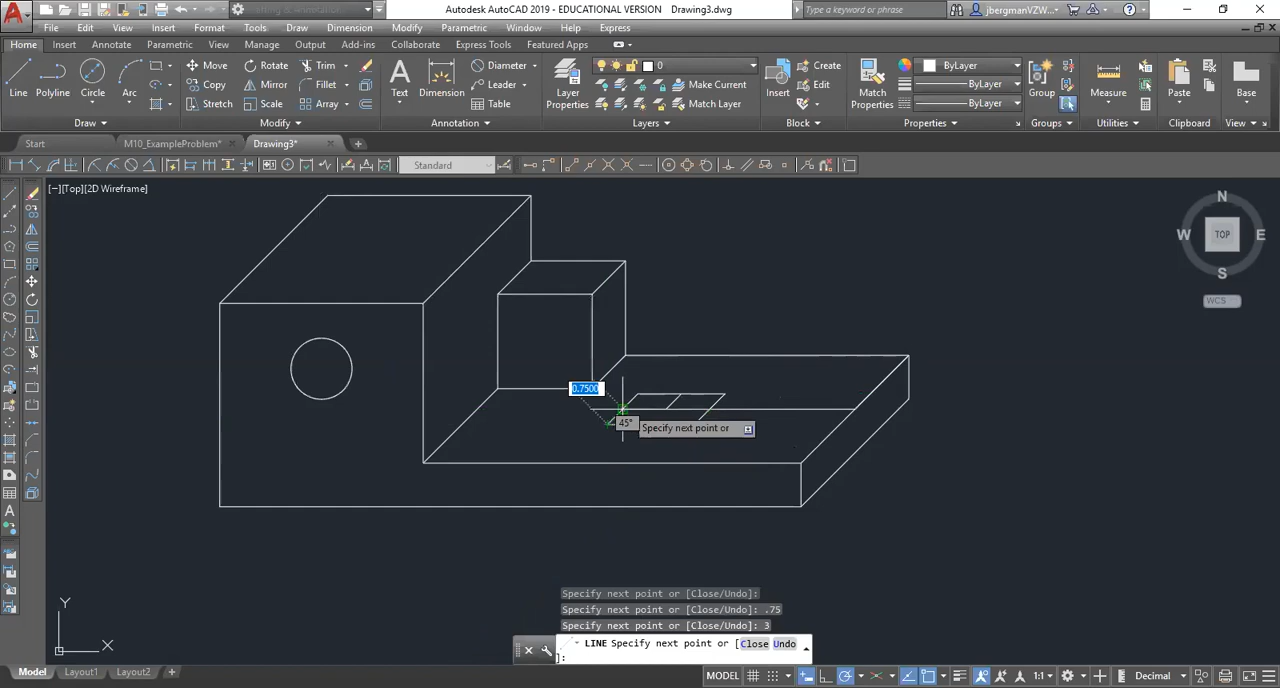 Autodesk AutoCAD 2019 - EDUCATIONAL VERSION Drawing3.dwg
Type a keyword or phrase
jbergmanVZW...
File Edit View Insert Format Tools Draw Dimension Modify Parametric Window Help Express
Home Insert Annotate Parametric View Manage Output Add-ins Collaborate Express Tools Featured Apps
Line Polyline Circle Arc
Move Rotate Trim
Copy Mirror Fillet
Stretch Scale Array
Text Dimension
Diameter
Leader
Table
Layer Properties
0
Make Current
Match Layer
Insert
Create
Edit
Match Properties
ByLayer
ByLayer
ByLayer
Group
Measure
Paste
Base
Draw Modify Annotation Layers Block Properties Groups Utilities Clipboard View
Start M10_ExampleProblem* Drawing3*
Standard
[−][Top][2D Wireframe]
N
W TOP E
S
WCS
0.7500
45°
Specify next point or
Y
X
Specify next point or [Close/Undo]:
Specify next point or [Close/Undo]: .75
Specify next point or [Close/Undo]: 3
LINE Specify next point or [Close Undo
]:
Model Layout1 Layout2
MODEL 1:1 Decimal